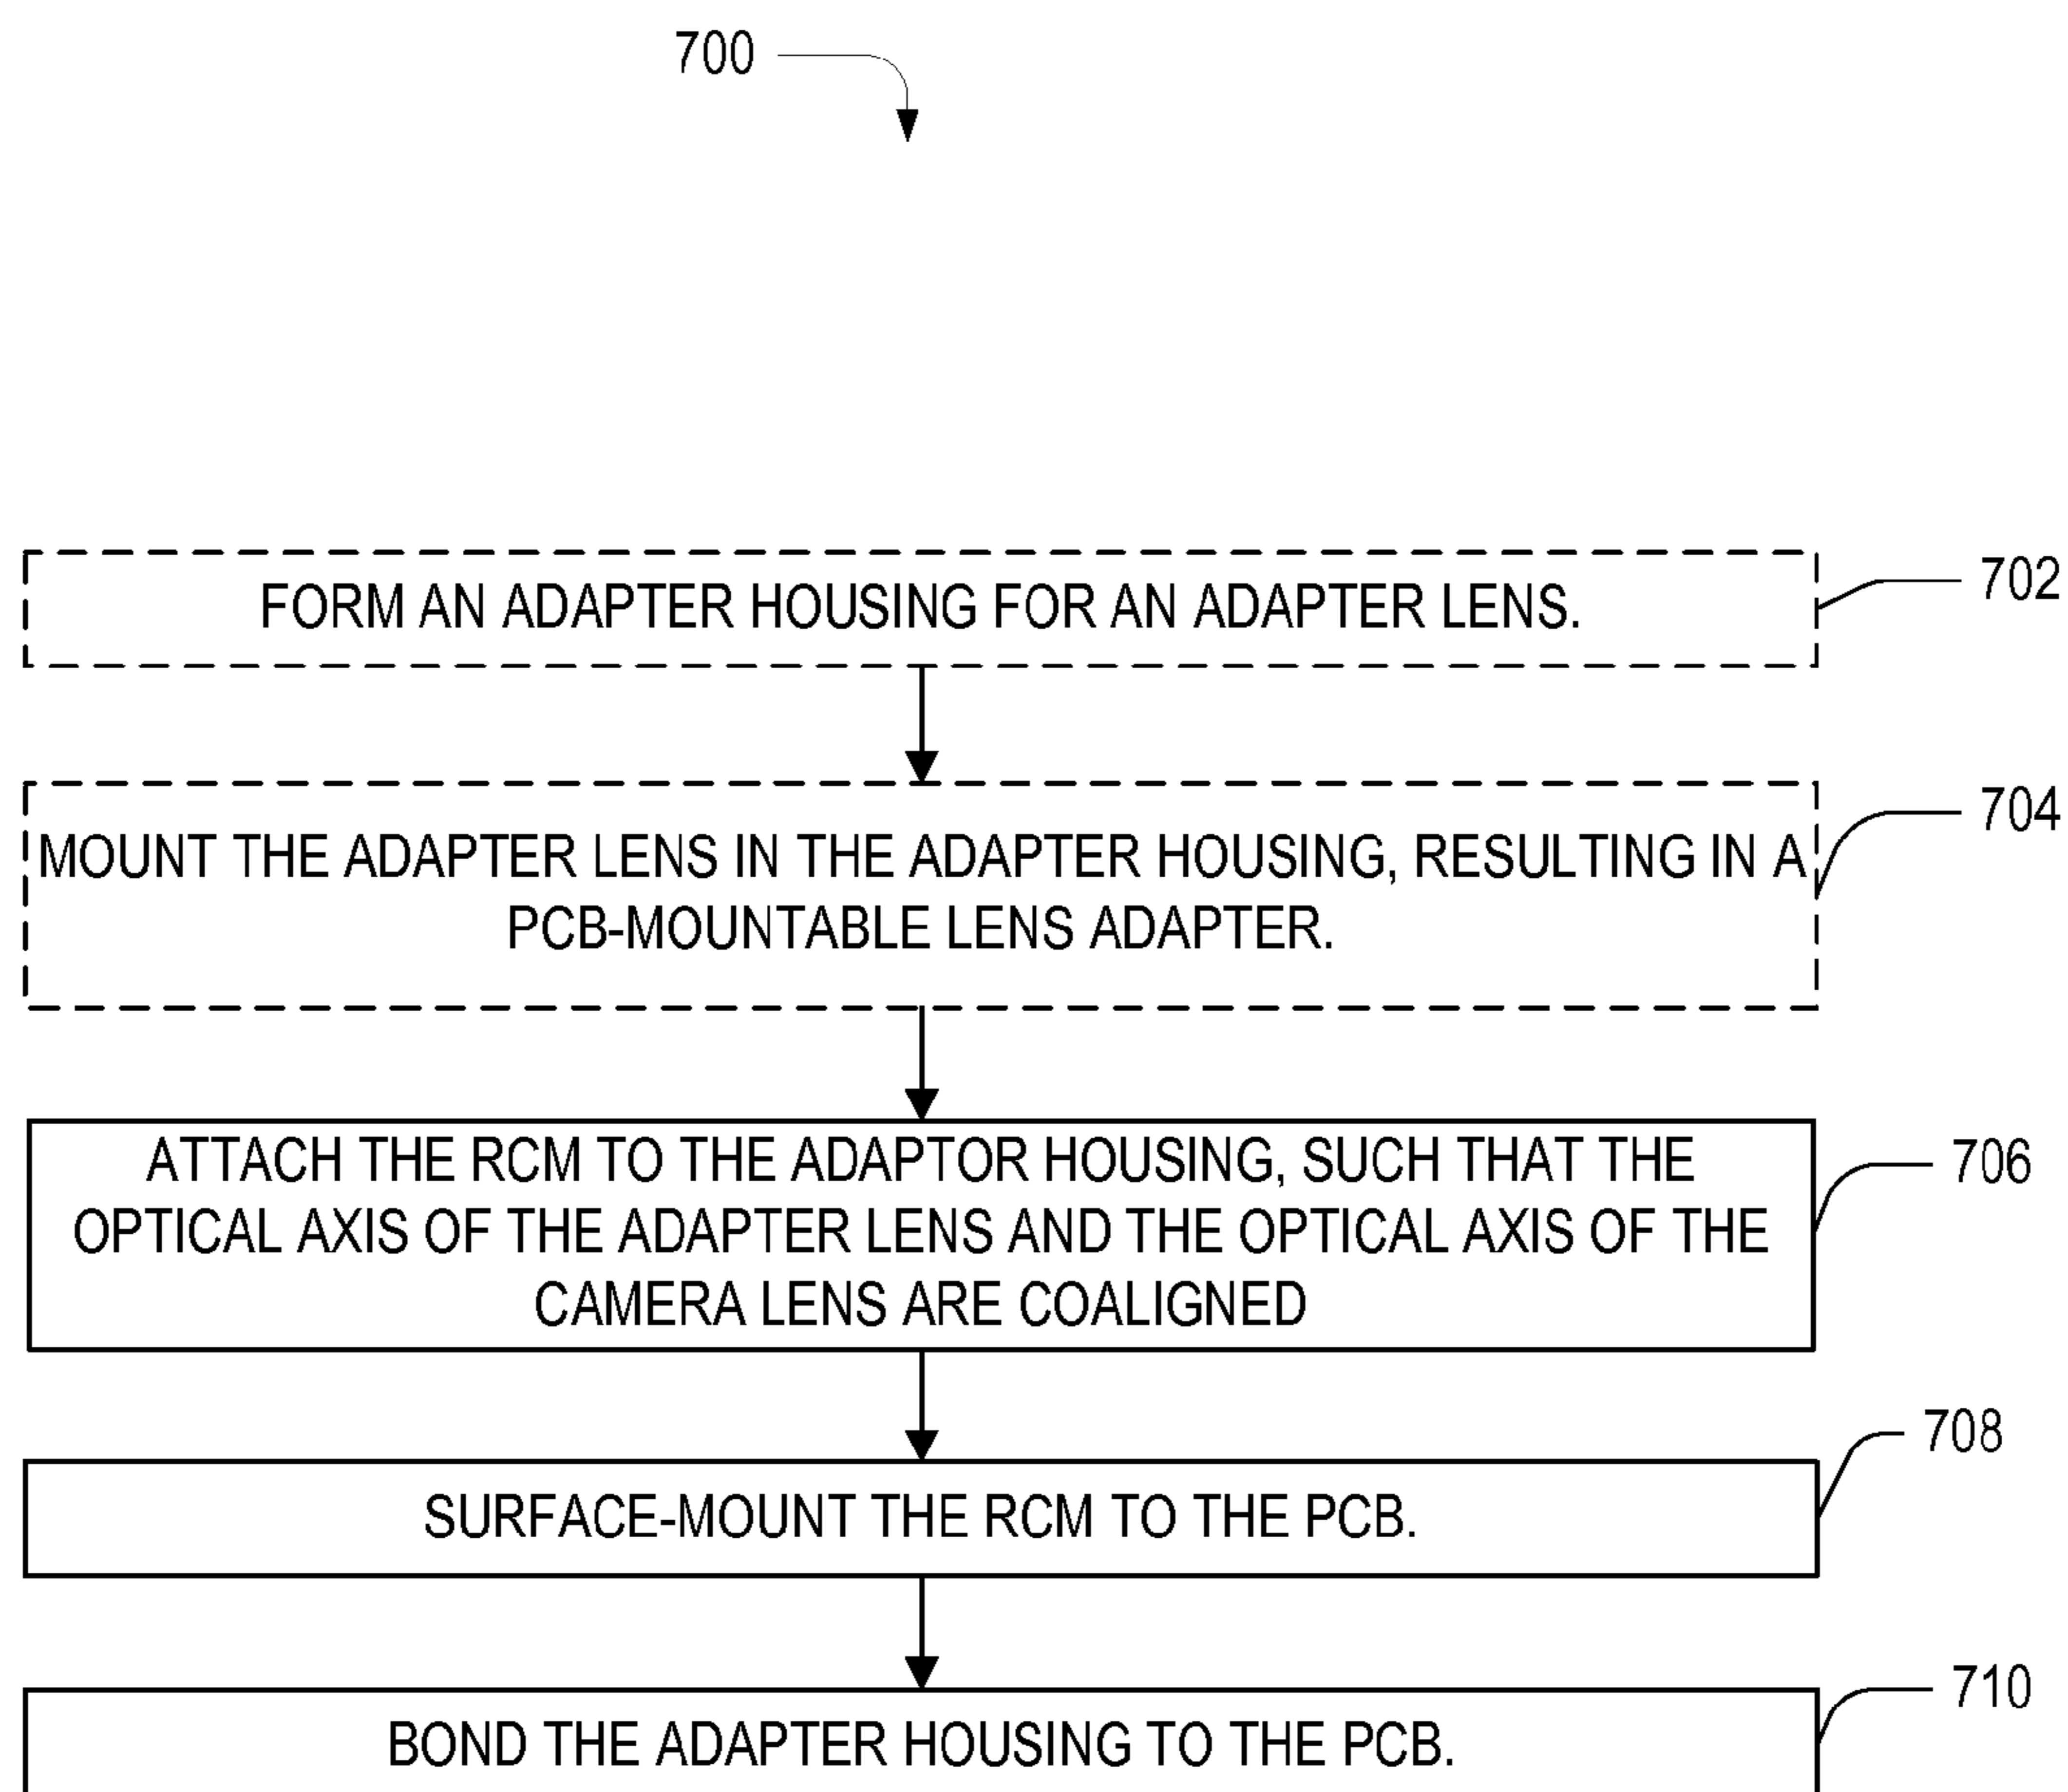 700
FORM AN ADAPTER HOUSING FOR AN ADAPTER LENS.
702
MOUNT THE ADAPTER LENS IN THE ADAPTER HOUSING, RESULTING IN A
PCB-MOUNTABLE LENS ADAPTER.
704
ATTACH THE RCM TO THE ADAPTOR HOUSING, SUCH THAT THE
OPTICAL AXIS OF THE ADAPTER LENS AND THE OPTICAL AXIS OF THE
CAMERA LENS ARE COALIGNED
706
SURFACE-MOUNT THE RCM TO THE PCB.
708
BOND THE ADAPTER HOUSING TO THE PCB.
710